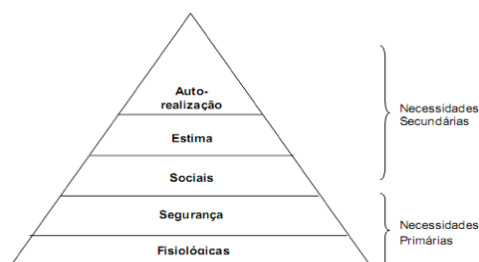 Auto-
realização
Estima
Sociais
Segurança
Fisiológicas
Necessidades
Secundárias
Necessidades
Primárias